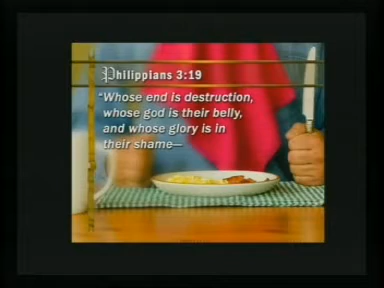 Philippians 3:19
“Whose end is destruction,
whose god is their belly,
and whose glory is in
their shame—